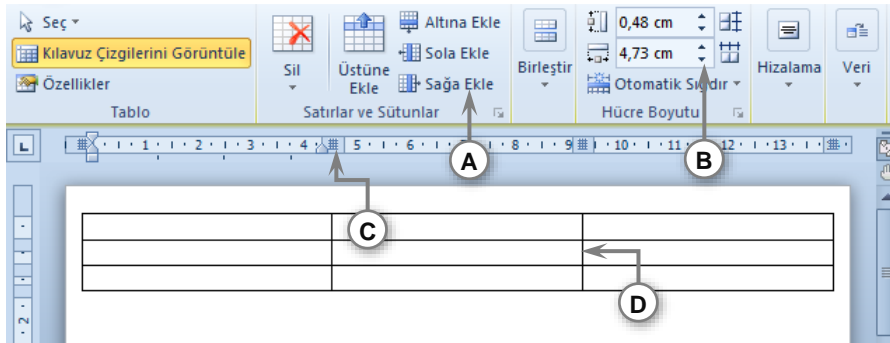 Seç
Kılavuz Çizgilerini Görüntüle
Özellikler
Tablo
Sil
Üstüne Ekle
Altına Ekle
Sola Ekle
Sağa Ekle
Satırlar ve Sütunlar
Birleştir
0,48 cm
4,73 cm
Otomatik Sığdır
Hücre Boyutu
Hizalama
Veri
A
B
L
1 2 3 4 5 6 8 9 10 11 12 13
C
D
2